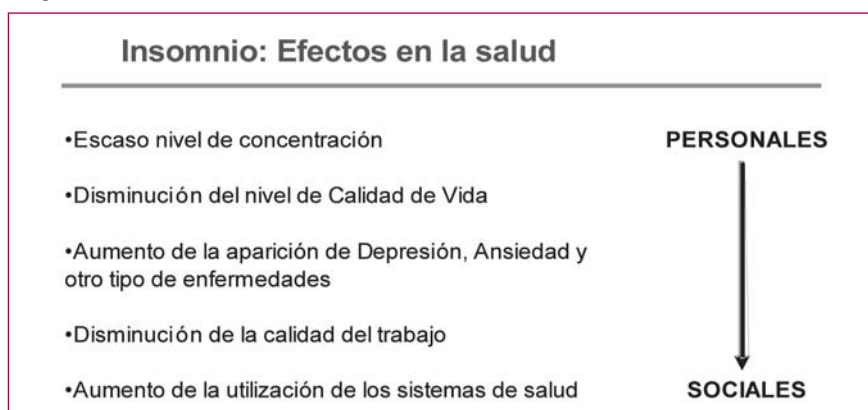 Insomnio: Efectos en la salud
•Escaso nivel de concentración
PERSONALES
•Disminución del nivel de Calidad de Vida
•Aumento de la aparición de Depresión, Ansiedad y
otro tipo de enfermedades
•Disminución de la calidad del trabajo
•Aumento de la utilización de los sistemas de salud
SOCIALES